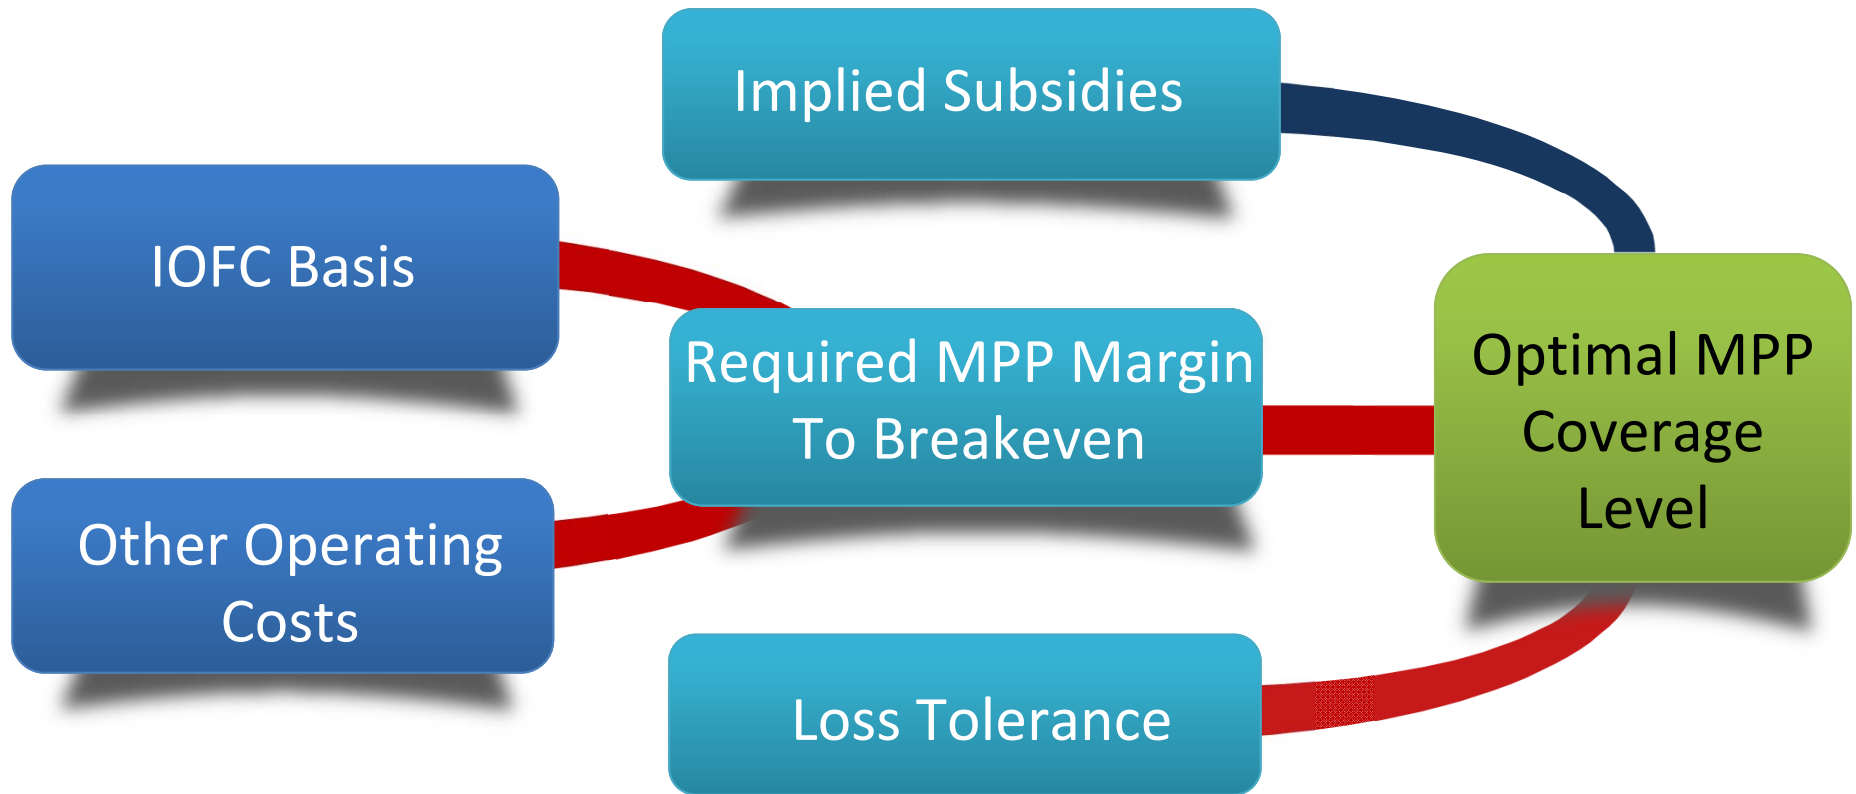 Implied Subsidies
IOFC Basis
Required MPP Margin
To Breakeven
Optimal MPP
Coverage
Level
Other Operating
Costs
Loss Tolerance